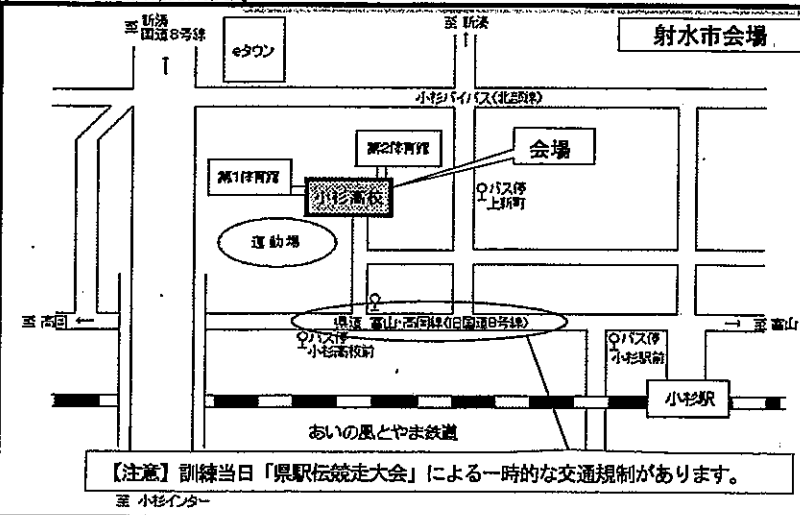 至 新湊
国道8号線
eタウン
至 新湊
射水市会場
小杉バイパス(北部線)
第2体育館
会場
第1体育館
小杉高校
バス停
上新町
運動場
至 高岡
県道 富山・高岡線(旧国道8号線)
至 富山
バス停
小杉高校前
バス停
小杉駅前
小杉駅
あいの風とやま鉄道
【注意】訓練当日「県駅伝競走大会」による一時的な交通規制があります。
至 小杉インター